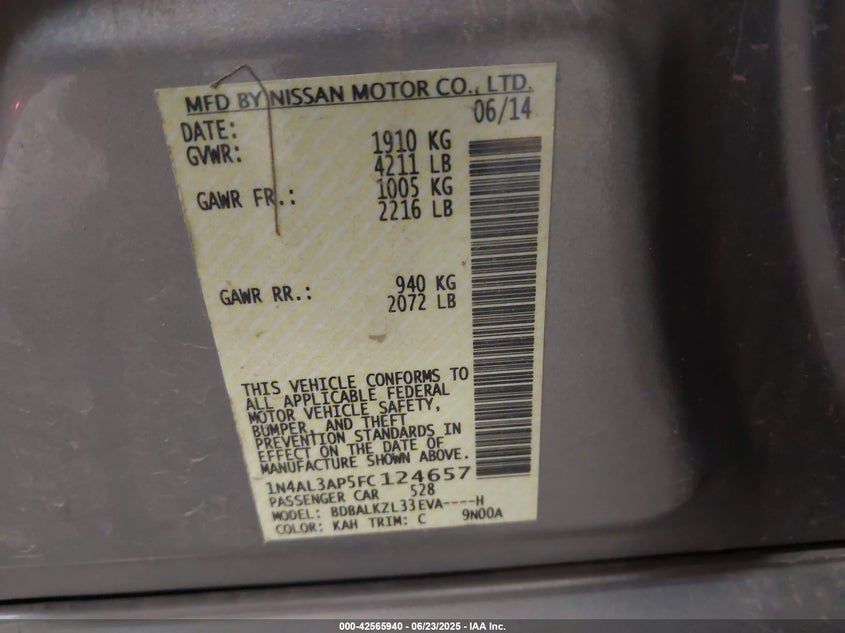 MFD BY NISSAN MOTOR CO., LTD.
DATE: 06/14
GVWR: 1910 KG
4211 LB
GAWR FR.: 1005 KG
2216 LB
GAWR RR.: 940 KG
2072 LB
THIS VEHICLE CONFORMS TO
ALL APPLICABLE FEDERAL
MOTOR VEHICLE SAFETY,
BUMPER, AND THEFT
PREVENTION STANDARDS IN
EFFECT ON THE DATE OF
MANUFACTURE SHOWN ABOVE.
1N4AL3AP5FC124657
PASSENGER CAR 528
MODEL: BDBALKZL33EVA----H
COLOR: KAH TRIM: C 9N00A
000-42565940 - 06/23/2025 - IAA Inc.